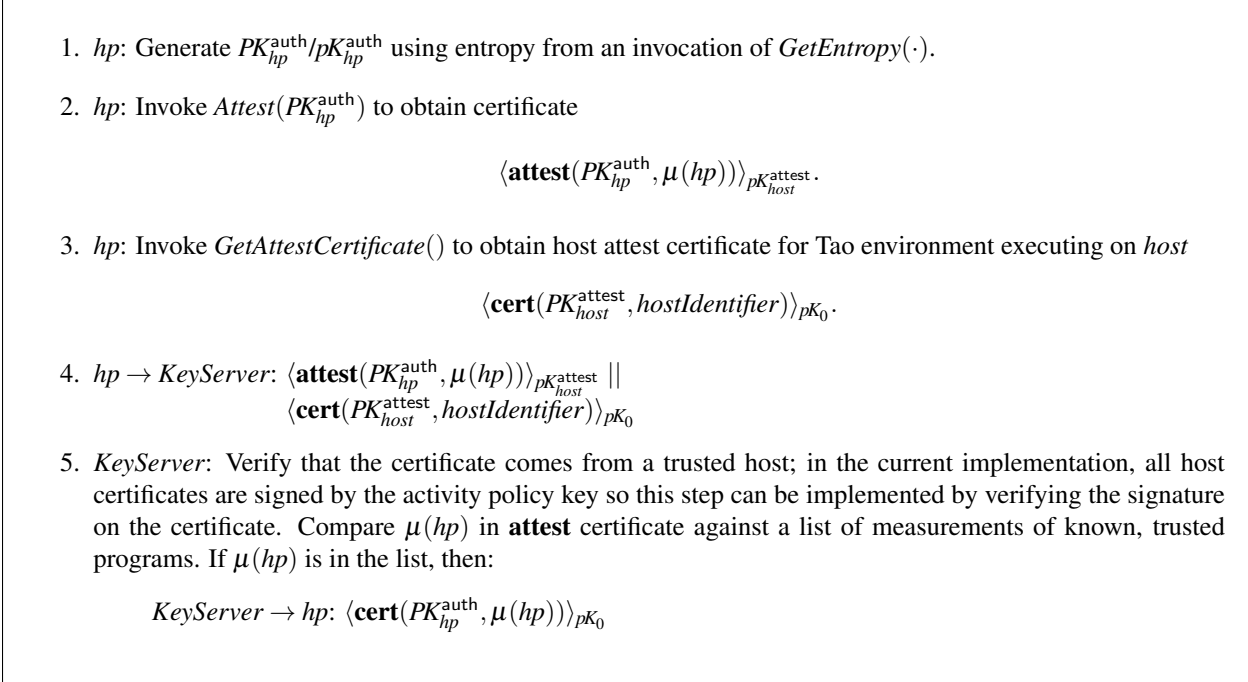 1. hp: Generate PK_hp^auth/pK_hp^auth using entropy from an invocation of GetEntropy(·).
2. hp: Invoke Attest(PK_hp^auth) to obtain certificate
⟨attest(PK_hp^auth, μ(hp))⟩_pK_host^attest.
3. hp: Invoke GetAttestCertificate() to obtain host attest certificate for Tao environment executing on host
⟨cert(PK_host^attest, hostIdentifier)⟩_pK_0.
4. hp → KeyServer: ⟨attest(PK_hp^auth, μ(hp))⟩_pK_host^attest ||
⟨cert(PK_host^attest, hostIdentifier)⟩_pK_0
5. KeyServer: Verify that the certificate comes from a trusted host; in the current implementation, all host
certificates are signed by the activity policy key so this step can be implemented by verifying the signature
on the certificate. Compare μ(hp) in attest certificate against a list of measurements of known, trusted
programs. If μ(hp) is in the list, then:
KeyServer → hp: ⟨cert(PK_hp^auth, μ(hp))⟩_pK_0